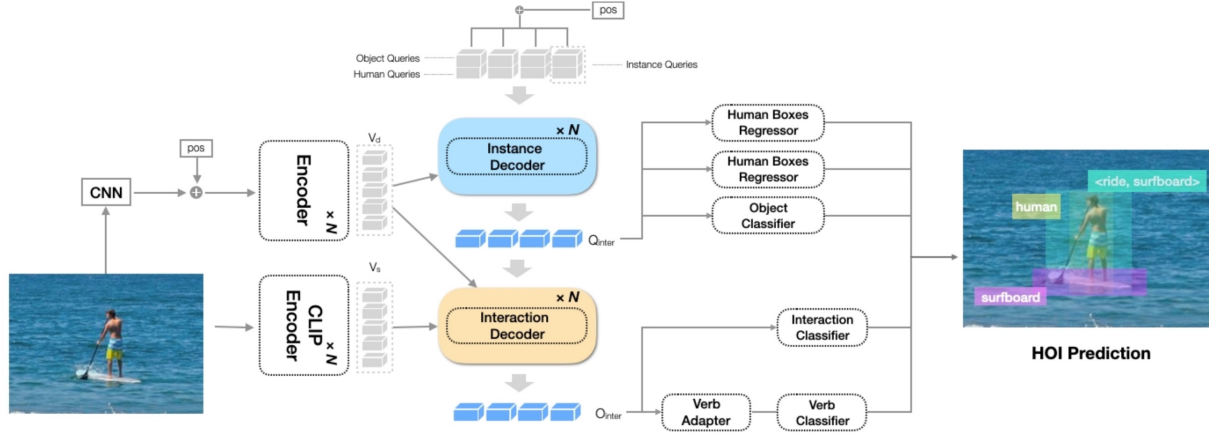 pos
Object Queries
Human Queries
Instance Queries
× N
Instance
Decoder
Human Boxes
Regressor
Human Boxes
Regressor
Object
Classifier
pos
CNN
Encoder
× N
Vd
Qinter
<ride, surfboard>
human
surfboard
HOI Prediction
CLIP
Encoder
× N
Vs
× N
Interaction
Decoder
Interaction
Classifier
Ointer
Verb
Adapter
Verb
Classifier